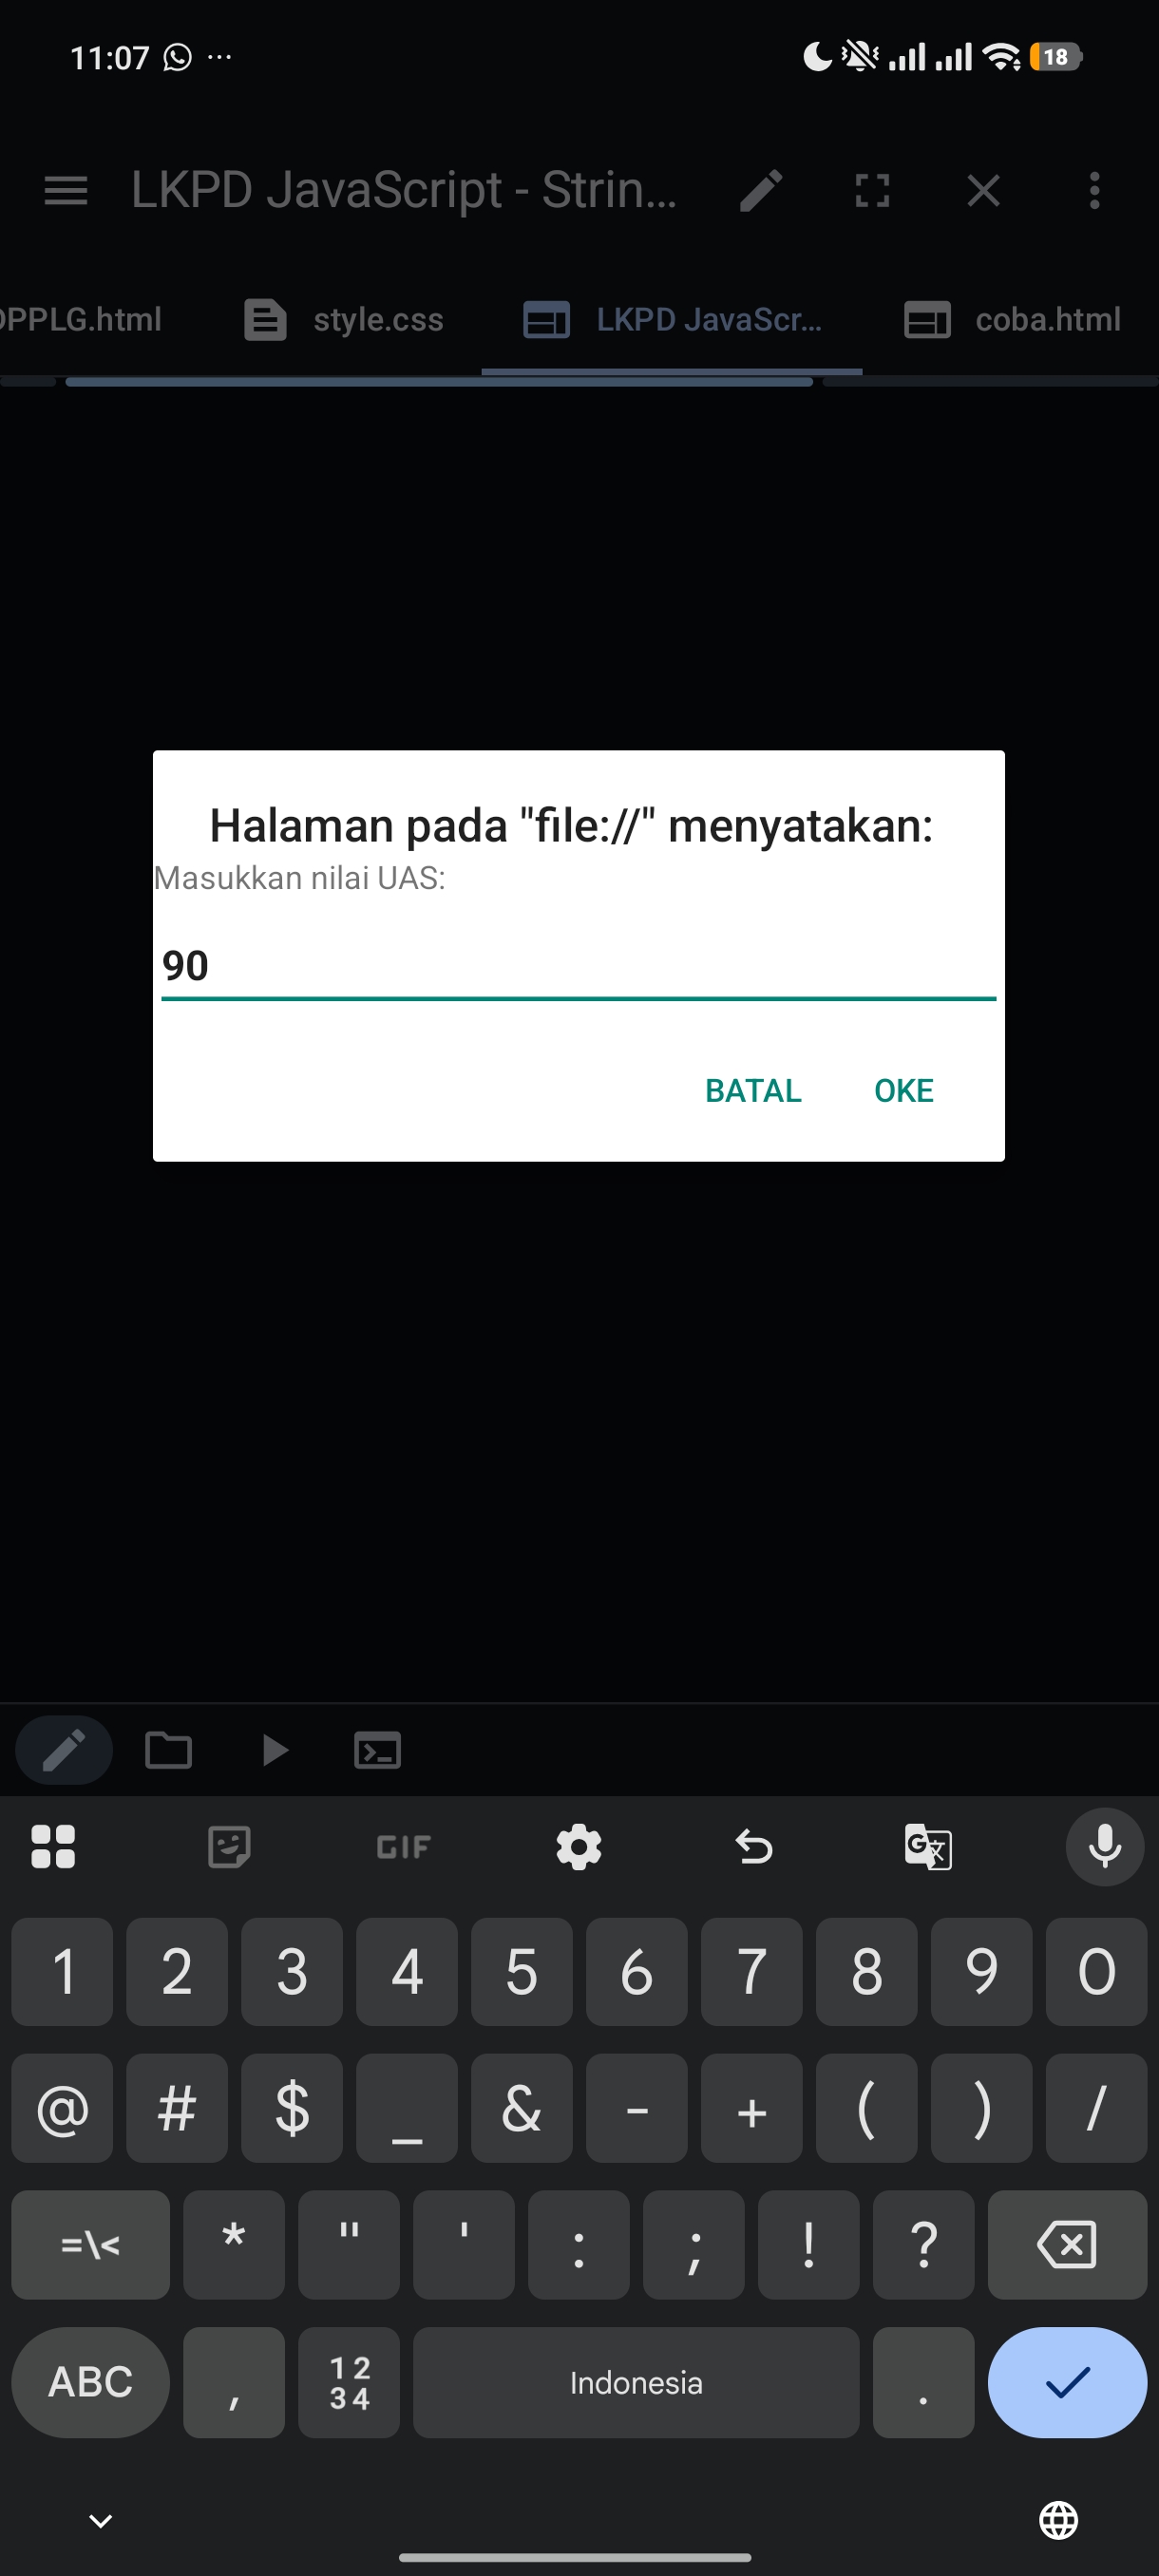 11:07 ...
18
LKPD JavaScript - Strin...
PPLG.html style.css LKPD JavaScr... coba.html
Halaman pada "file://" menyatakan:
Masukkan nilai UAS:
90
BATAL OKE
GIF
1 2 3 4 5 6 7 8 9 0
@ # $ _ & - + ( ) /
=\< * " ' : ; ! ?
ABC , 12 34 Indonesia .